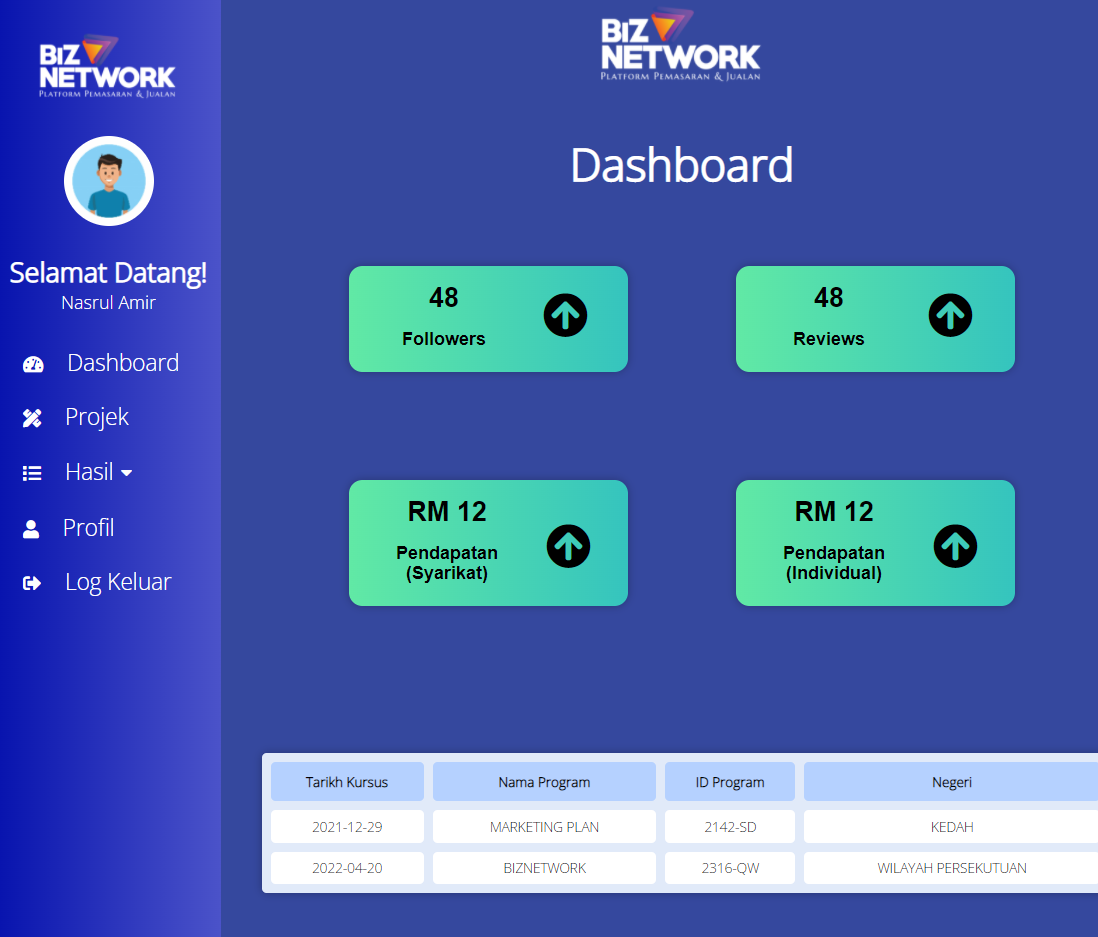 BIZ
NETWORK
PLATFORM PEMASARAN & JUALAN
Selamat Datang!
Nasrul Amir
Dashboard
Projek
Hasil
Profil
Log Keluar
BIZ
NETWORK
PLATFORM PEMASARAN & JUALAN
Dashboard
48
Followers
48
Reviews
RM 12
Pendapatan
(Syarikat)
RM 12
Pendapatan
(Individual)
Tarikh Kursus Nama Program ID Program Negeri
2021-12-29 MARKETING PLAN 2142-SD KEDAH
2022-04-20 BIZNETWORK 2316-QW WILAYAH PERSEKUTUAN